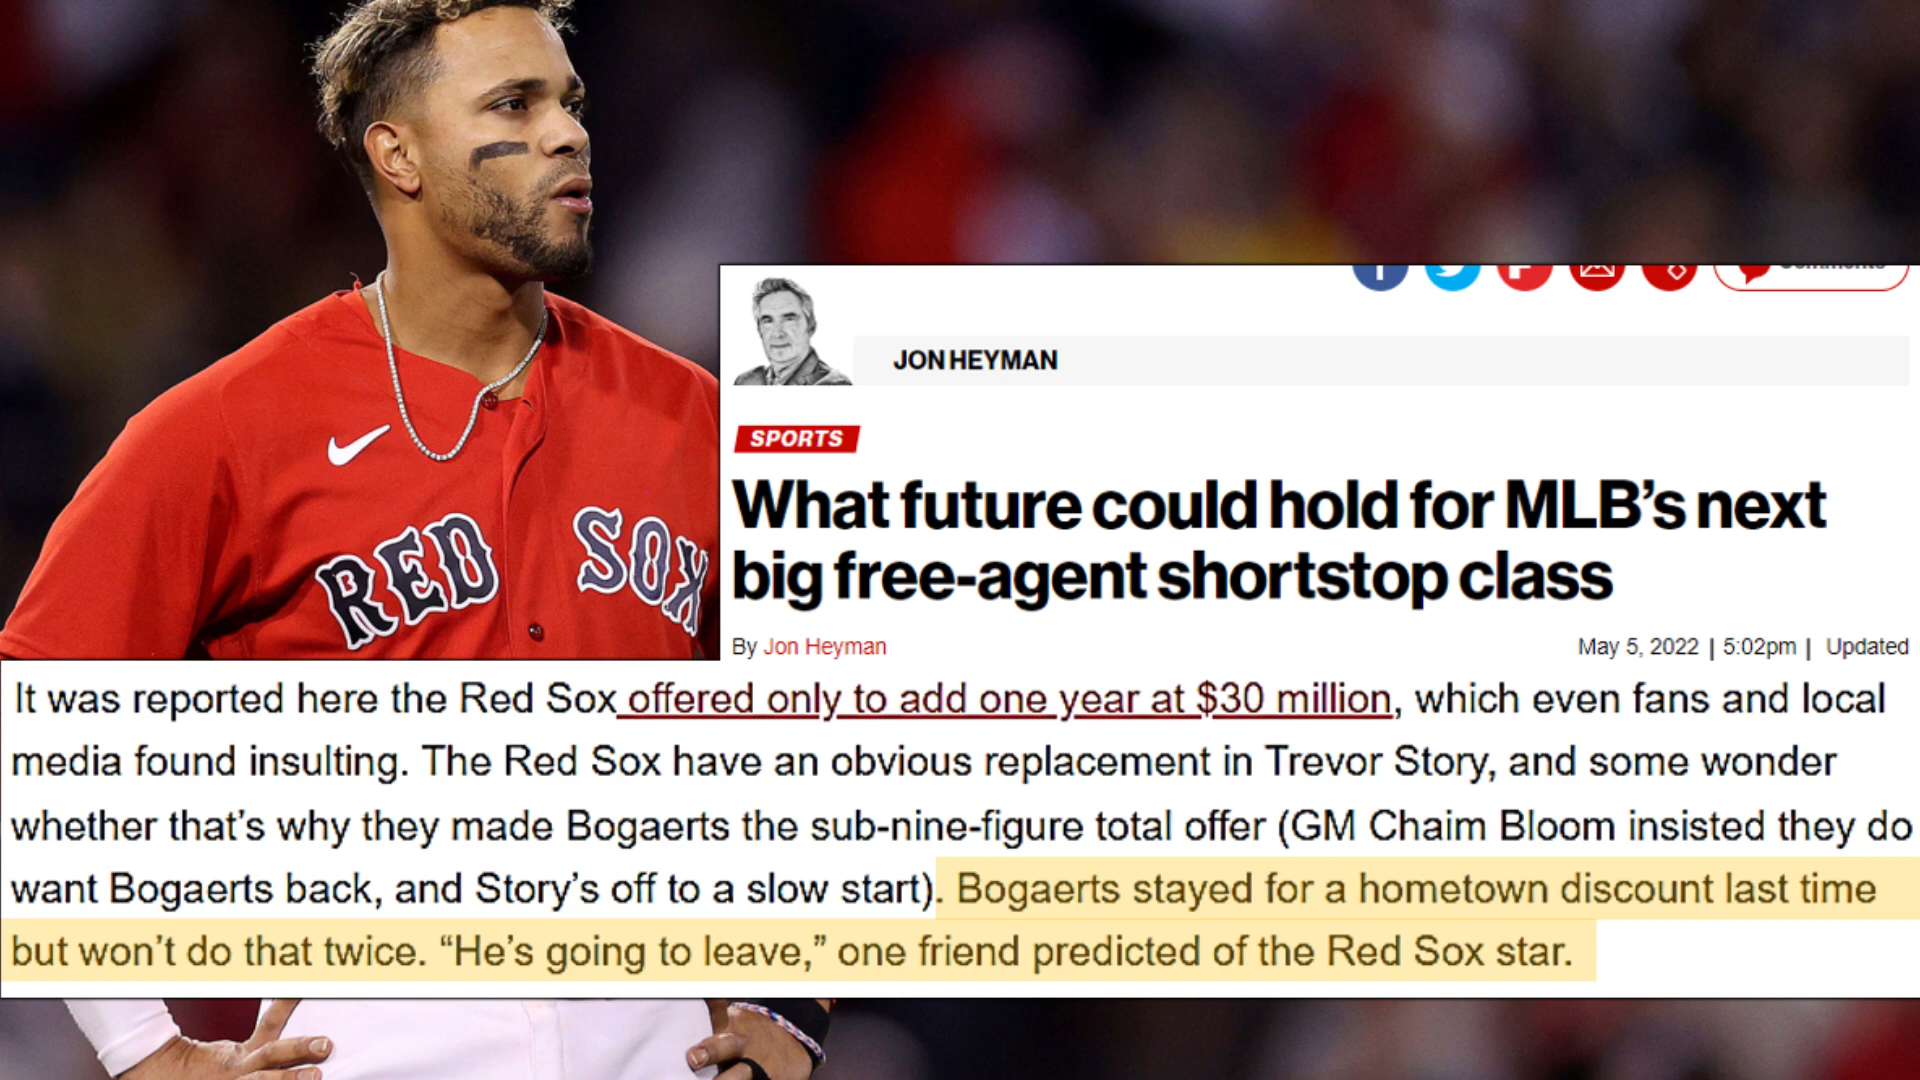 RED SOX
JON HEYMAN
SPORTS
What future could hold for MLB's next
big free-agent shortstop class
By Jon Heyman
May 5, 2022 | 5:02pm | Updated
It was reported here the Red Sox offered only to add one year at $30 million, which even fans and local
media found insulting. The Red Sox have an obvious replacement in Trevor Story, and some wonder
whether that's why they made Bogaerts the sub-nine-figure total offer (GM Chaim Bloom insisted they do
want Bogaerts back, and Story's off to a slow start). Bogaerts stayed for a hometown discount last time
but won't do that twice. “He's going to leave,” one friend predicted of the Red Sox star.